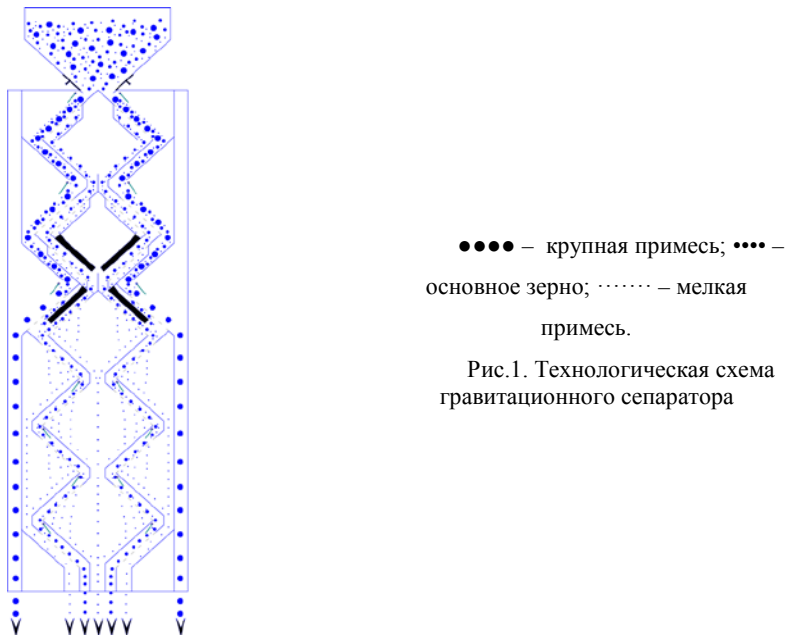 ●●●● – крупная примесь; •••• –
основное зерно; ······· – мелкая
примесь.
Рис.1. Технологическая схема
гравитационного сепаратора